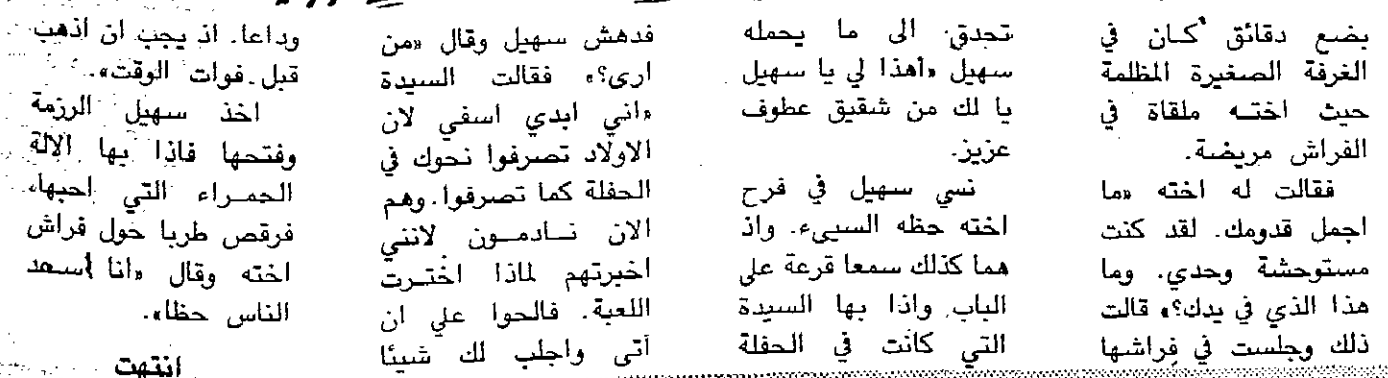 بضع دقائق كان في
الغرفة الصغيرة المظلمة
حيث اخته ملقاة في
الفراش مريضة.
فقالت له اخته «ما
اجمل قدومك. لقد كنت
مستوحشة وحدي. وما
هذا الذي في يدك؟» قالت
ذلك وجلست في فراشها
تحدق الى ما يحمله
سهيل «أهذا لي يا سهيل
يا لك من شقيق عطوف
عزيز.
نسي سهيل في فرح
اخته حظه السييء. واذ
هما كذلك سمعا قرعة على
الباب واذا بها السيدة
التي كانت في الحفلة
فدهش سهيل وقال «من
ارى؟» فقالت السيدة
«اني ابدي اسفي لان
الاولاد تصرفوا نحوك في
الحفلة كما تصرفوا. وهم
الان نادمون لانني
اخبرتهم لماذا اخترت
اللعبة. فالحوا علي ان
آتي واجلب لك شيئا
وداعا. اذ يجب ان اذهب
قبل فوات الوقت».
اخذ سهيل الرزمة
وفتحها فاذا بها الالة
الحمراء التي احبها،
فرقص طربا حول فراش
اخته وقال «انا اسعد
الناس حظا».
انتهت